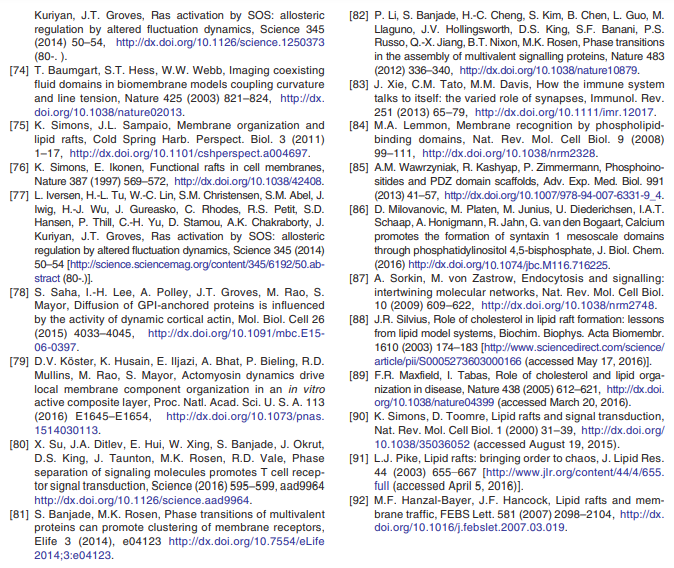 Kuriyan, J.T. Groves, Ras activation by SOS: allosteric
regulation by altered fluctuation dynamics, Science 345
(2014) 50–54, http://dx.doi.org/10.1126/science.1250373
(80-. ).
[74] T. Baumgart, S.T. Hess, W.W. Webb, Imaging coexisting
fluid domains in biomembrane models coupling curvature
and line tension, Nature 425 (2003) 821–824, http://dx.
doi.org/10.1038/nature02013.
[75] K. Simons, J.L. Sampaio, Membrane organization and
lipid rafts, Cold Spring Harb. Perspect. Biol. 3 (2011)
1–17, http://dx.doi.org/10.1101/cshperspect.a004697.
[76] K. Simons, E. Ikonen, Functional rafts in cell membranes,
Nature 387 (1997) 569–572, http://dx.doi.org/10.1038/42408.
[77] L. Iversen, H.-L. Tu, W.-C. Lin, S.M. Christensen, S.M. Abel, J.
Iwig, H.-J. Wu, J. Gureasko, C. Rhodes, R.S. Petit, S.D.
Hansen, P. Thill, C.-H. Yu, D. Stamou, A.K. Chakraborty, J.
Kuriyan, J.T. Groves, Ras activation by SOS: allosteric
regulation by altered fluctuation dynamics, Science 345 (2014)
50–54 [http://science.sciencemag.org/content/345/6192/50.ab-
stract (80-.)].
[78] S. Saha, I.-H. Lee, A. Polley, J.T. Groves, M. Rao, S.
Mayor, Diffusion of GPI-anchored proteins is influenced
by the activity of dynamic cortical actin, Mol. Biol. Cell 26
(2015) 4033–4045, http://dx.doi.org/10.1091/mbc.E15-
06-0397.
[79] D.V. Köster, K. Husain, E. Iljazi, A. Bhat, P. Bieling, R.D.
Mullins, M. Rao, S. Mayor, Actomyosin dynamics drive
local membrane component organization in an in vitro
active composite layer, Proc. Natl. Acad. Sci. U. S. A. 113
(2016) E1645–E1654, http://dx.doi.org/10.1073/pnas.
1514030113.
[80] X. Su, J.A. Ditlev, E. Hui, W. Xing, S. Banjade, J. Okrut,
D.S. King, J. Taunton, M.K. Rosen, R.D. Vale, Phase
separation of signaling molecules promotes T cell recep-
tor signal transduction, Science (2016) 595–599, aad9964
http://dx.doi.org/10.1126/science.aad9964.
[81] S. Banjade, M.K. Rosen, Phase transitions of multivalent
proteins can promote clustering of membrane receptors,
Elife 3 (2014), e04123 http://dx.doi.org/10.7554/eLife
2014;3:e04123.
[82] P. Li, S. Banjade, H.-C. Cheng, S. Kim, B. Chen, L. Guo, M.
Llaguno, J.V. Hollingsworth, D.S. King, S.F. Banani, P.S.
Russo, Q.-X. Jiang, B.T. Nixon, M.K. Rosen, Phase transitions
in the assembly of multivalent signalling proteins, Nature 483
(2012) 336–340, http://dx.doi.org/10.1038/nature10879.
[83] J. Xie, C.M. Tato, M.M. Davis, How the immune system
talks to itself: the varied role of synapses, Immunol. Rev.
251 (2013) 65–79, http://dx.doi.org/10.1111/imr.12017.
[84] M.A. Lemmon, Membrane recognition by phospholipid-
binding domains, Nat. Rev. Mol. Cell Biol. 9 (2008)
99–111, http://dx.doi.org/10.1038/nrm2328.
[85] A.M. Wawrzyniak, R. Kashyap, P. Zimmermann, Phosphoino-
sitides and PDZ domain scaffolds, Adv. Exp. Med. Biol. 991
(2013) 41–57, http://dx.doi.org/10.1007/978-94-007-6331-9_4.
[86] D. Milovanovic, M. Platen, M. Junius, U. Diederichsen, I.A.T.
Schaap, A. Honigmann, R. Jahn, G. van den Bogaart, Calcium
promotes the formation of syntaxin 1 mesoscale domains
through phosphatidylinositol 4,5-bisphosphate, J. Biol. Chem.
(2016) http://dx.doi.org/10.1074/jbc.M116.716225.
[87] A. Sorkin, M. von Zastrow, Endocytosis and signalling:
intertwining molecular networks, Nat. Rev. Mol. Cell Biol.
10 (2009) 609–622, http://dx.doi.org/10.1038/nrm2748.
[88] J.R. Silvius, Role of cholesterol in lipid raft formation: lessons
from lipid model systems, Biochim. Biophys. Acta Biomembr.
1610 (2003) 174–183 [http://www.sciencedirect.com/science/
article/pii/S0005273603000166 (accessed May 17, 2016)].
[89] F.R. Maxfield, I. Tabas, Role of cholesterol and lipid orga-
nization in disease, Nature 438 (2005) 612–621, http://dx.doi.
org/10.1038/nature04399 (accessed March 20, 2016).
[90] K. Simons, D. Toomre, Lipid rafts and signal transduction,
Nat. Rev. Mol. Cell Biol. 1 (2000) 31–39, http://dx.doi.org/
10.1038/35036052 (accessed August 19, 2015).
[91] L.J. Pike, Lipid rafts: bringing order to chaos, J. Lipid Res.
44 (2003) 655–667 [http://www.jlr.org/content/44/4/655.
full (accessed April 5, 2016)].
[92] M.F. Hanzal-Bayer, J.F. Hancock, Lipid rafts and mem-
brane traffic, FEBS Lett. 581 (2007) 2098–2104, http://dx.
doi.org/10.1016/j.febslet.2007.03.019.